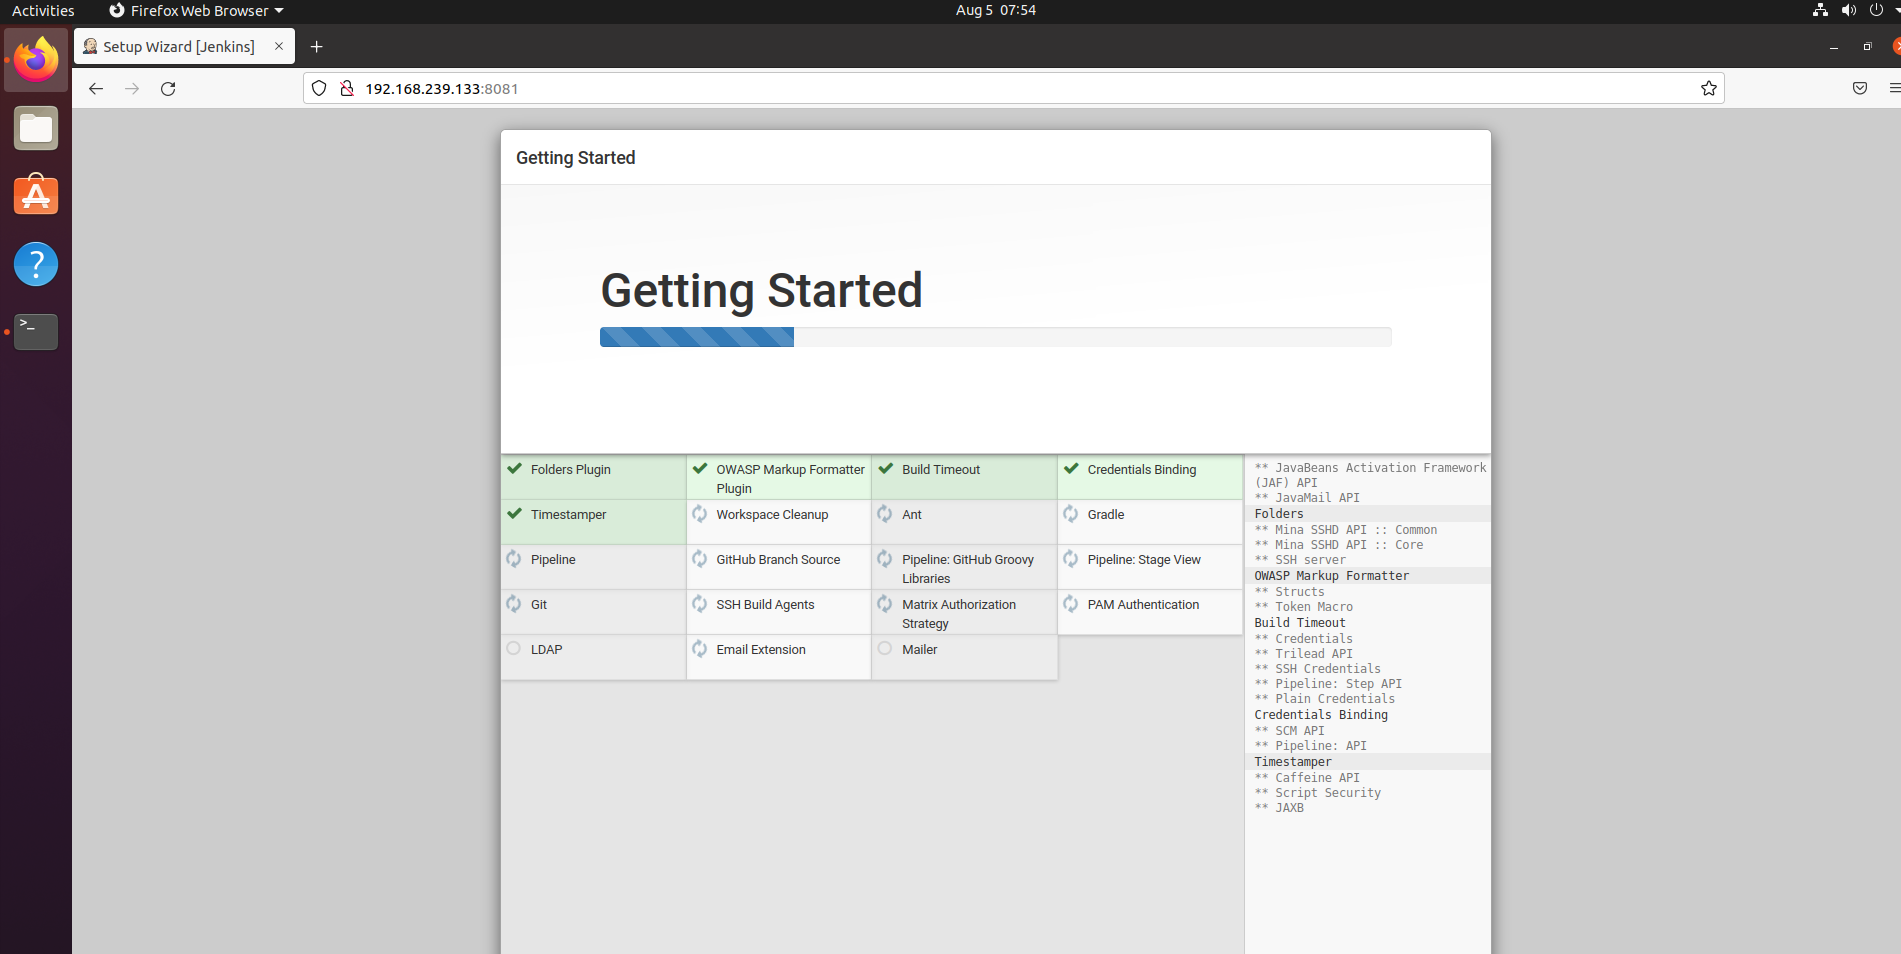 Activities
Firefox Web Browser
Aug 5 07:54
Setup Wizard [Jenkins]
192.168.239.133:8081
Getting Started
Getting Started
Folders Plugin
OWASP Markup Formatter
Plugin
Build Timeout
Credentials Binding
Timestamper
Workspace Cleanup
Ant
Gradle
Pipeline
GitHub Branch Source
Pipeline: GitHub Groovy
Libraries
Pipeline: Stage View
Git
SSH Build Agents
Matrix Authorization
Strategy
PAM Authentication
LDAP
Email Extension
Mailer
** JavaBeans Activation Framework
(JAF) API
** JavaMail API
Folders
** Mina SSHD API :: Common
** Mina SSHD API :: Core
** SSH server
OWASP Markup Formatter
** Structs
** Token Macro
Build Timeout
** Credentials
** Trilead API
** SSH Credentials
** Pipeline: Step API
** Plain Credentials
Credentials Binding
** SCM API
** Pipeline: API
Timestamper
** Caffeine API
** Script Security
** JAXB